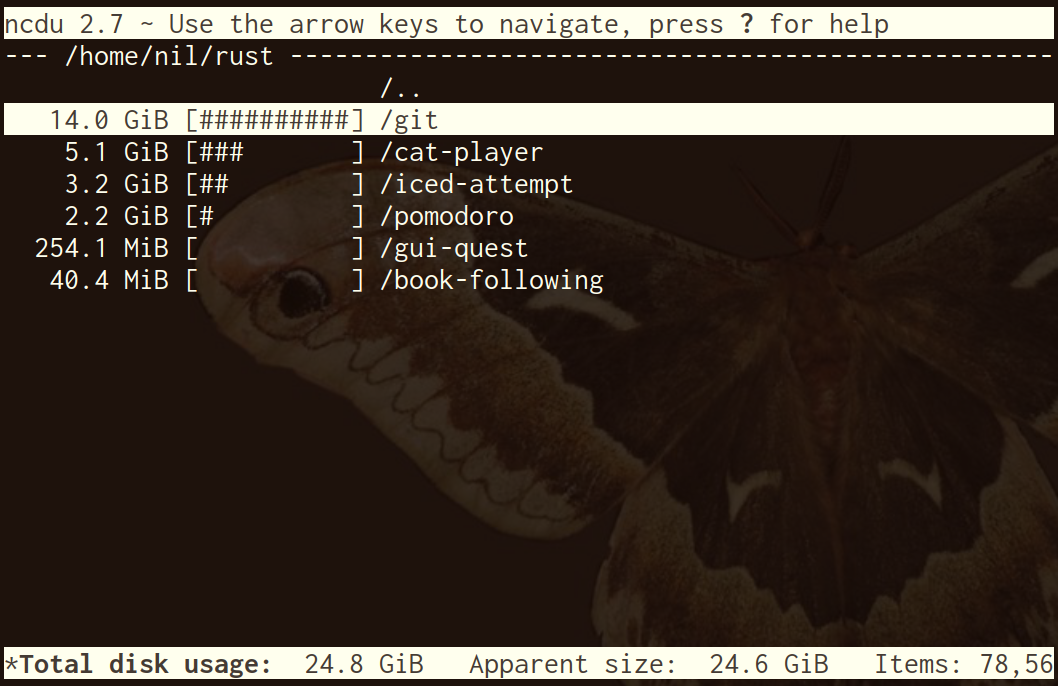 ncdu 2.7 ~ Use the arrow keys to navigate, press ? for help
--- /home/nil/rust ---------------------------------------------------
/..
14.0 GiB [##########] /git
5.1 GiB [### ] /cat-player
3.2 GiB [## ] /iced-attempt
2.2 GiB [# ] /pomodoro
254.1 MiB [ ] /gui-quest
40.4 MiB [ ] /book-following
*Total disk usage: 24.8 GiB Apparent size: 24.6 GiB Items: 78,56